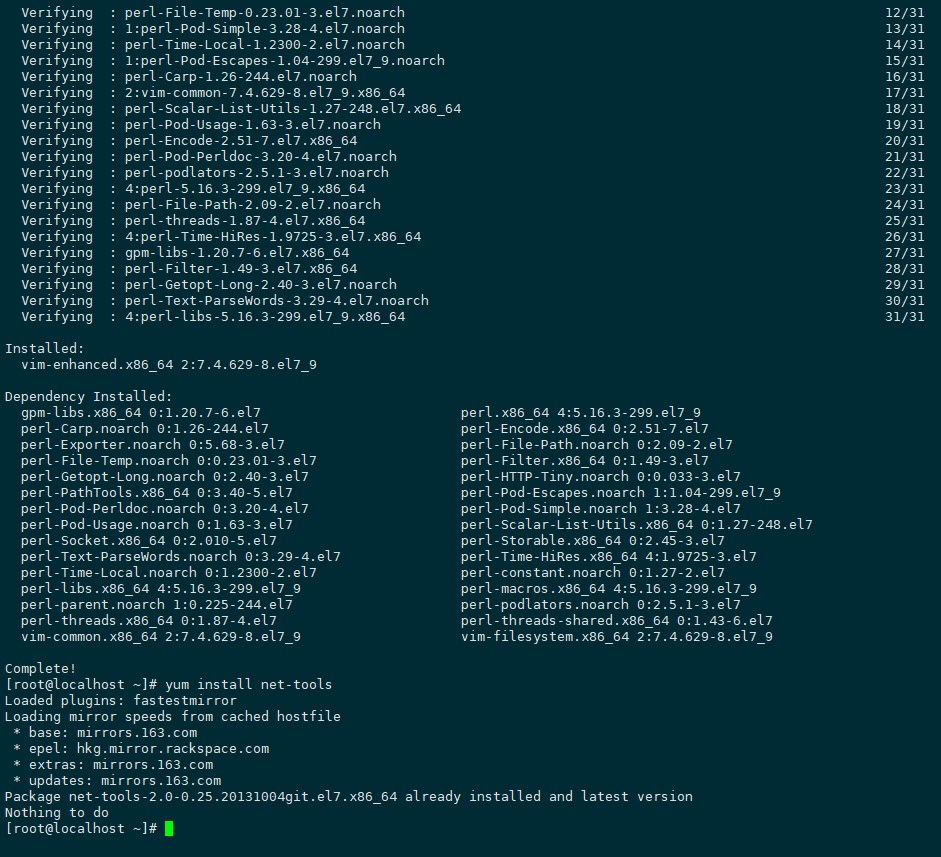 Verifying  : perl-File-Temp-0.23.01-3.el7.noarch 12/31
Verifying  : 1:perl-Pod-Simple-3.28-4.el7.noarch 13/31
Verifying  : perl-Time-Local-1.2300-2.el7.noarch 14/31
Verifying  : 1:perl-Pod-Escapes-1.04-299.el7_9.noarch 15/31
Verifying  : perl-Carp-1.26-244.el7.noarch 16/31
Verifying  : 2:vim-common-7.4.629-8.el7_9.x86_64 17/31
Verifying  : perl-Scalar-List-Utils-1.27-248.el7.x86_64 18/31
Verifying  : perl-Pod-Usage-1.63-3.el7.noarch 19/31
Verifying  : perl-Encode-2.51-7.el7.x86_64 20/31
Verifying  : perl-Pod-Perldoc-3.20-4.el7.noarch 21/31
Verifying  : perl-podlators-2.5.1-3.el7.noarch 22/31
Verifying  : 4:perl-5.16.3-299.el7_9.x86_64 23/31
Verifying  : perl-File-Path-2.09-2.el7.noarch 24/31
Verifying  : perl-threads-1.87-4.el7.x86_64 25/31
Verifying  : 4:perl-Time-HiRes-1.9725-3.el7.x86_64 26/31
Verifying  : gpm-libs-1.20.7-6.el7.x86_64 27/31
Verifying  : perl-Filter-1.49-3.el7.x86_64 28/31
Verifying  : perl-Getopt-Long-2.40-3.el7.noarch 29/31
Verifying  : perl-Text-ParseWords-3.29-4.el7.noarch 30/31
Verifying  : 4:perl-libs-5.16.3-299.el7_9.x86_64 31/31
Installed:
vim-enhanced.x86_64 2:7.4.629-8.el7_9
Dependency Installed:
gpm-libs.x86_64 0:1.20.7-6.el7 perl.x86_64 4:5.16.3-299.el7_9
perl-Carp.noarch 0:1.26-244.el7 perl-Encode.x86_64 0:2.51-7.el7
perl-Exporter.noarch 0:5.68-3.el7 perl-File-Path.noarch 0:2.09-2.el7
perl-File-Temp.noarch 0:0.23.01-3.el7 perl-Filter.x86_64 0:1.49-3.el7
perl-Getopt-Long.noarch 0:2.40-3.el7 perl-HTTP-Tiny.noarch 0:0.033-3.el7
perl-PathTools.x86_64 0:3.40-5.el7 perl-Pod-Escapes.noarch 1:1.04-299.el7_9
perl-Pod-Perldoc.noarch 0:3.20-4.el7 perl-Pod-Simple.noarch 1:3.28-4.el7
perl-Pod-Usage.noarch 0:1.63-3.el7 perl-Scalar-List-Utils.x86_64 0:1.27-248.el7
perl-Socket.x86_64 0:2.010-5.el7 perl-Storable.x86_64 0:2.45-3.el7
perl-Text-ParseWords.noarch 0:3.29-4.el7 perl-Time-HiRes.x86_64 4:1.9725-3.el7
perl-Time-Local.noarch 0:1.2300-2.el7 perl-constant.noarch 0:1.27-2.el7
perl-libs.x86_64 4:5.16.3-299.el7_9 perl-macros.x86_64 4:5.16.3-299.el7_9
perl-parent.noarch 1:0.225-244.el7 perl-podlators.noarch 0:2.5.1-3.el7
perl-threads.x86_64 0:1.87-4.el7 perl-threads-shared.x86_64 0:1.43-6.el7
vim-common.x86_64 2:7.4.629-8.el7_9 vim-filesystem.x86_64 2:7.4.629-8.el7_9
Complete!
[root@localhost ~]# yum install net-tools
Loaded plugins: fastestmirror
Loading mirror speeds from cached hostfile
* base: mirrors.163.com
* epel: hkg.mirror.rackspace.com
* extras: mirrors.163.com
* updates: mirrors.163.com
Package net-tools-2.0-0.25.20131004git.el7.x86_64 already installed and latest version
Nothing to do
[root@localhost ~]#